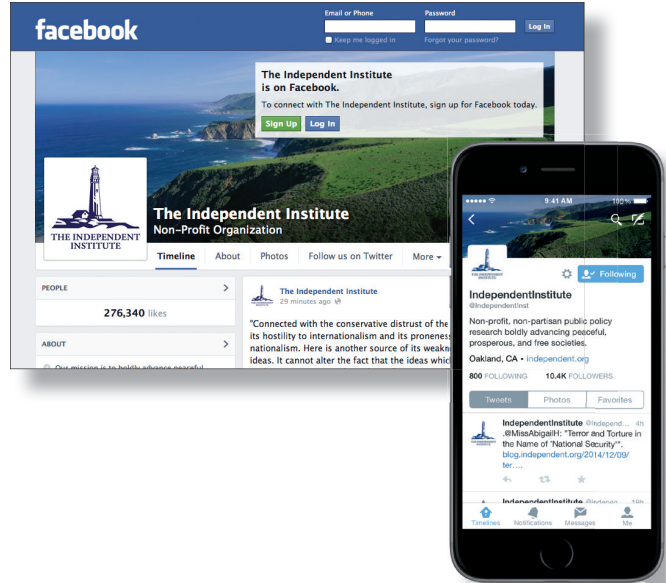 Email or Phone
Password
facebook
Log In
Keep me logged in
Forgot your password?
The Independent Institute
is on Facebook.
To connect with The Independent Institute, sign up for Facebook today.
Sign Up
Log In
THE INDEPENDENT
INSTITUTE
The Independent Institute
Non-Profit Organization
Timeline
About
Photos
Follow us on Twitter
More
PEOPLE
276,340 likes
ABOUT
Our mission is to boldly advance peaceful
The Independent Institute
29 minutes ago
"Connected with the conservative distrust of the
its hostility to internationalism and its proneness
nationalism. Here is another source of its weakn
ideas. It cannot alter the fact that the ideas whic
9:41 AM
100%
THE INDEPENDENT
INSTITUTE
Following
IndependentInstitute
@IndependentInst
Non-profit, non-partisan public policy
research boldly advancing peaceful,
prosperous, and free societies.
Oakland, CA • independent.org
800 FOLLOWING
10.4K FOLLOWERS
Tweets
Photos
Favorites
IndependentInstitute @Independ... 4h
.@MissAbigailH: "Terror and Torture in
the Name of 'National Security'".
blog.independent.org/2014/12/09/
ter....
IndependentInstitute @Indepen... 19h
Timelines
Notifications
Messages
Me